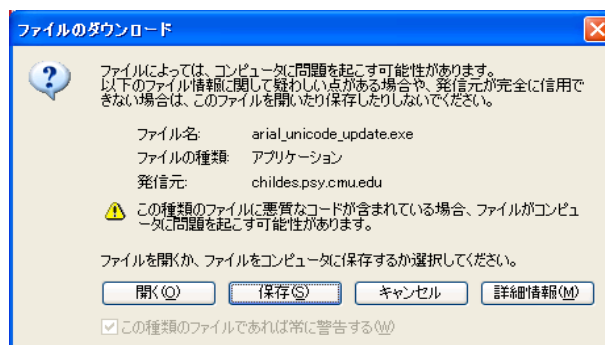 ファイルのダウンロード
ファイルによっては、コンピュータに問題を起こす可能性があります。
以下のファイル情報に関して疑わしい点がある場合や、発信元が完全に信用で
きない場合は、このファイルを開いたり保存したりしないでください。
ファイル名: arial_unicode_update.exe
ファイルの種類: アプリケーション
発信元: childes.psy.cmu.edu
この種類のファイルに悪質なコードが含まれている場合、ファイルがコンピュ
ータに問題を起こす可能性があります。
ファイルを開くか、ファイルをコンピュータに保存するか選択してください。
開く(O) 保存(S) キャンセル 詳細情報(M)
この種類のファイルであれば常に警告する(W)